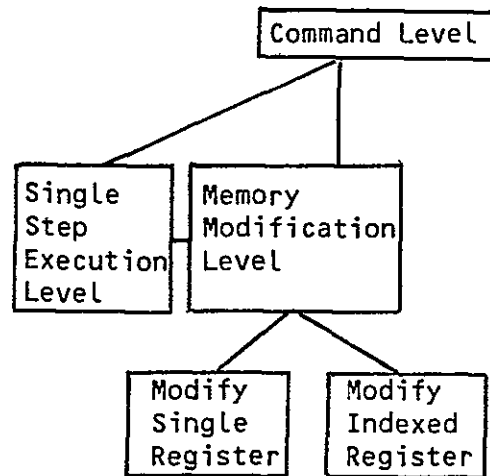 Command Level
Single
Step
Execution
Level
Memory
Modification
Level
Modify
Single
Register
Modify
Indexed
Register